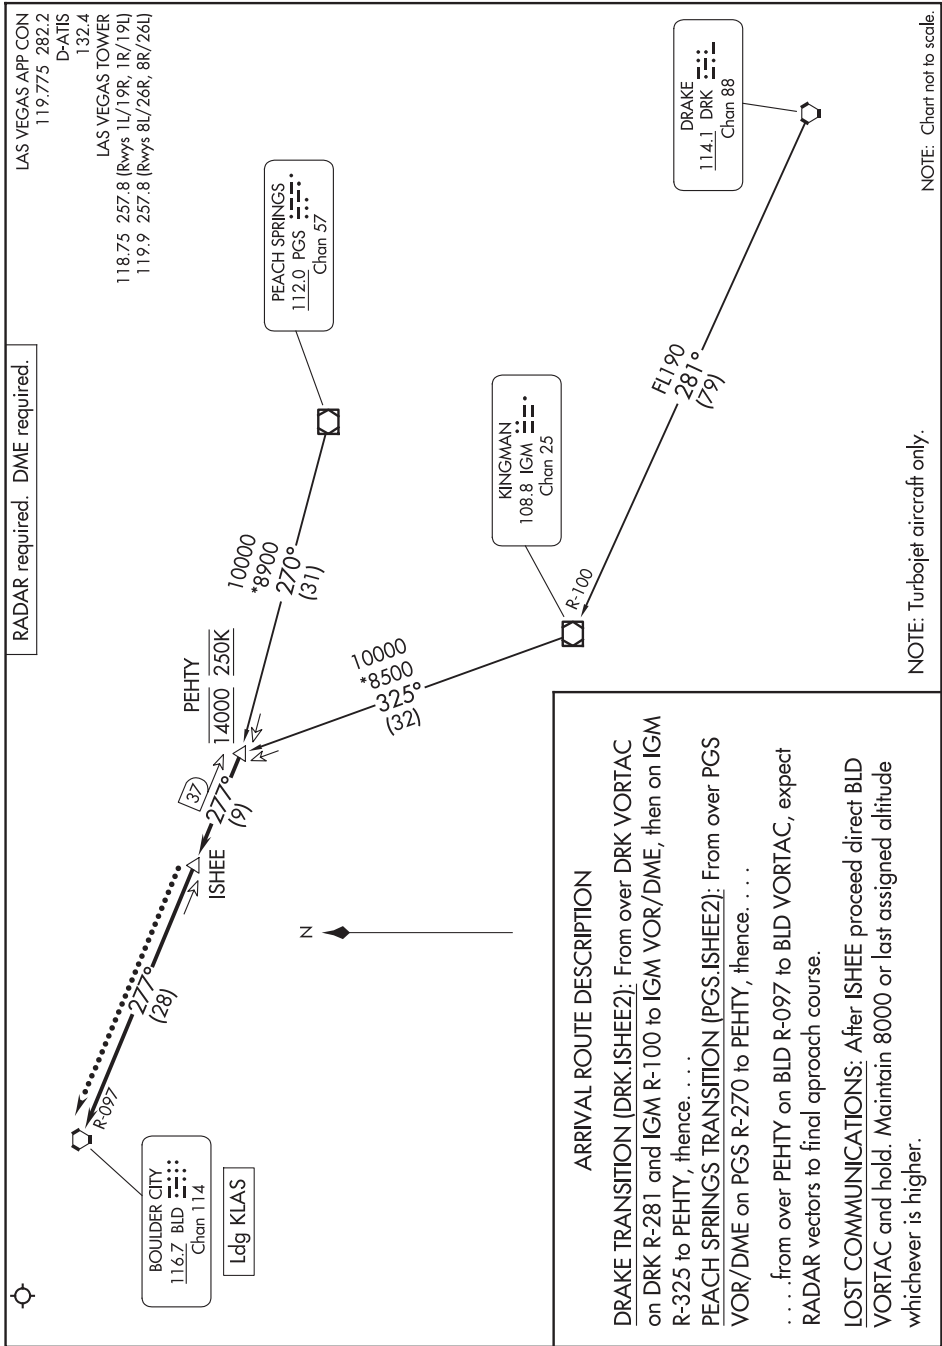 RADAR required. DME required.
LAS VEGAS APP CON
119.775 282.2
D-ATIS
132.4
LAS VEGAS TOWER
118.75 257.8 (Rwys 1L/19R, 1R/19L)
119.9 257.8 (Rwys 8L/26R, 8R/26L)
BOULDER CITY
116.7 BLD
Chan 114
Ldg KLAS
R-097
277°
(28)
ISHEE
37
277°
(9)
PEHTY
14000 250K
10000
*8900
270°
(31)
PEACH SPRINGS
112.0 PGS
Chan 57
N
10000
*8500
325°
(32)
KINGMAN
108.8 IGM
Chan 25
R-100
FL190
281°
(79)
DRAKE
114.1 DRK
Chan 88
ARRIVAL ROUTE DESCRIPTION
DRAKE TRANSITION (DRK.ISHEE2): From over DRK VORTAC
on DRK R-281 and IGM R-100 to IGM VOR/DME, then on IGM
R-325 to PEHTY, thence. . . .
PEACH SPRINGS TRANSITION (PGS.ISHEE2): From over PGS
VOR/DME on PGS R-270 to PEHTY, thence. . . .
. . . .from over PEHTY on BLD R-097 to BLD VORTAC, expect
RADAR vectors to final aproach course.
LOST COMMUNICATIONS: After ISHEE proceed direct BLD
VORTAC and hold. Maintain 8000 or last assigned altitude
whichever is higher.
NOTE: Turbojet aircraft only.
NOTE: Chart not to scale.